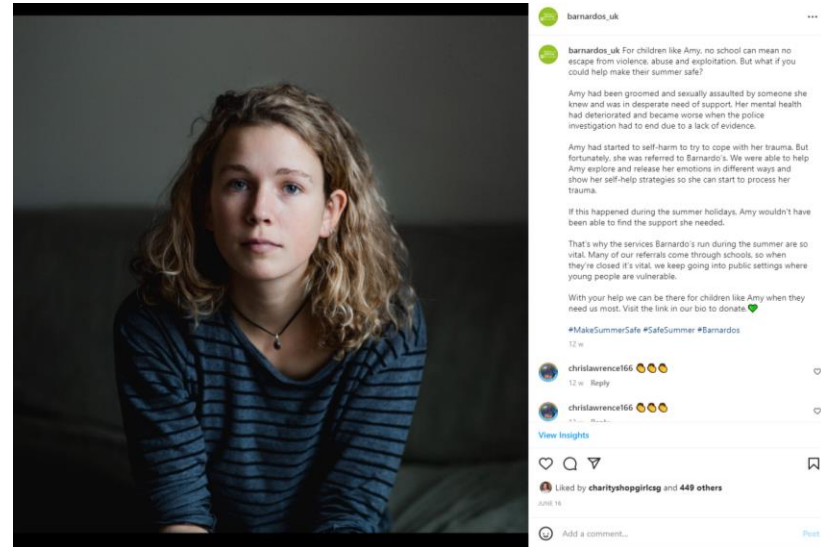 barnardos_uk
barnardos_uk For children like Amy, no school can mean no
escape from violence, abuse and exploitation. But what if you
could help make their summer safe?
Amy had been groomed and sexually assaulted by someone she
knew and was in desperate need of support. Her mental health
had deteriorated and became worse when the police
investigation had to end due to a lack of evidence.
Amy had started to self-harm to try to cope with her trauma. But
fortunately, she was referred to Barnardo's. We were able to help
Amy explore and release her emotions in different ways and
show her self-help strategies so she can start to process her
trauma.
If this happened during the summer holidays, Amy wouldn't have
been able to find the support she needed.
That's why the services Barnardo's run during the summer are so
vital. Many of our referrals come through schools, so when
they're closed it's vital, we keep going into public settings where
young people are vulnerable.
With your help we can be there for children like Amy when they
need us most. Visit the link in our bio to donate.💚
#MakeSummerSafe #SafeSummer #Barnardos
12 w
chrislawrence166 👏👏👏
12 w Reply
chrislawrence166 👏👏👏
View Insights
Liked by charityshopgirlcsg and 449 others
JUNE 16
Add a comment...
Post